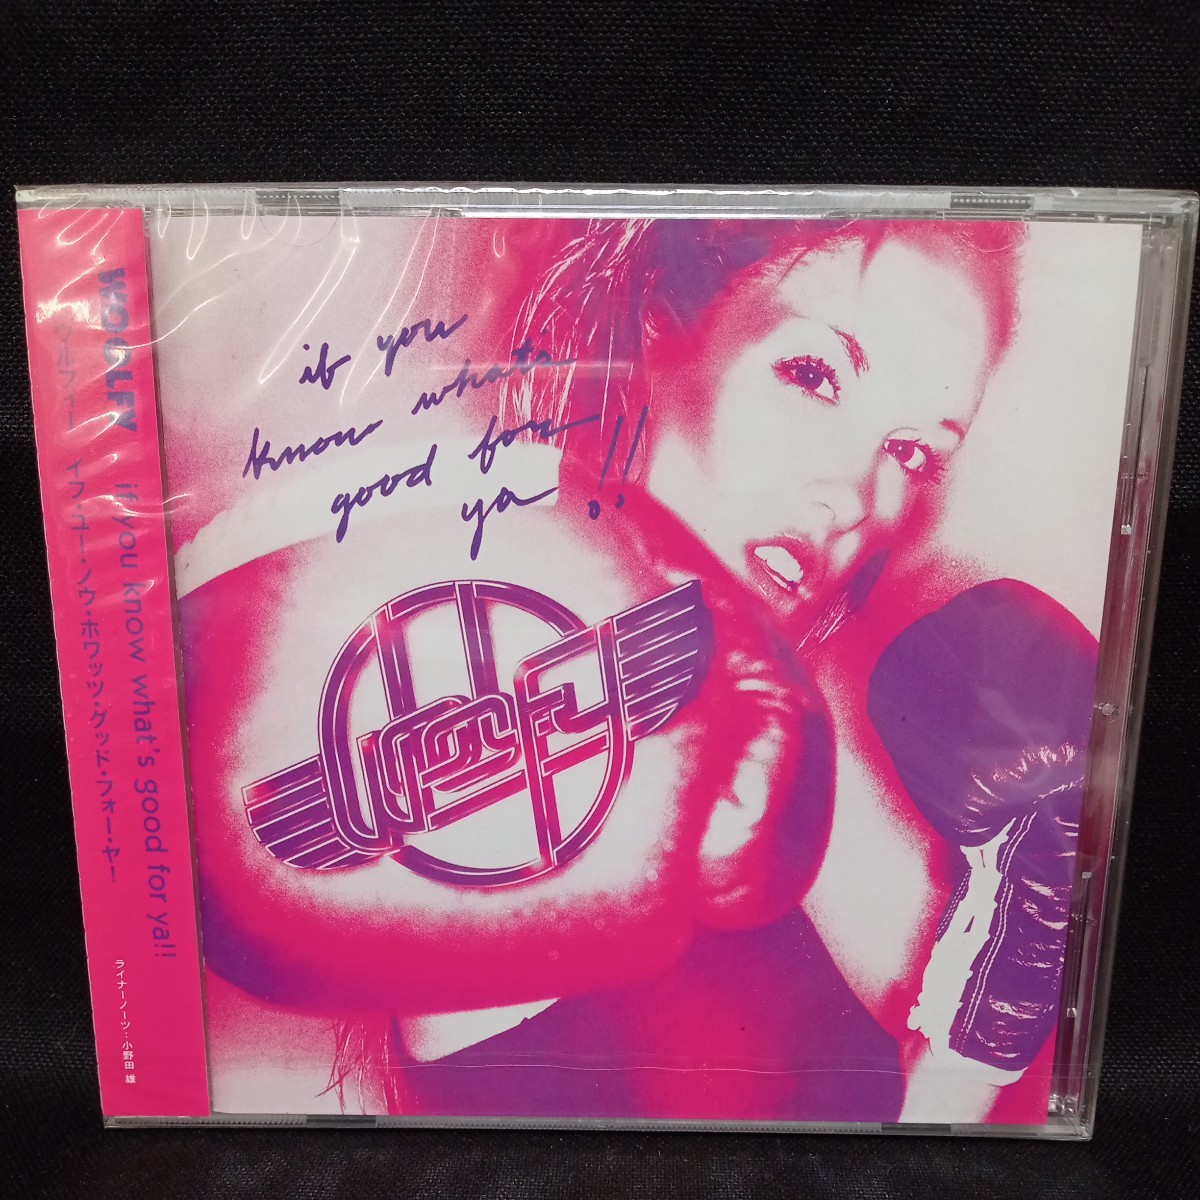 WOOLFY if you know what's good for ya!!
ウルフィー イフ・ユー・ノウ・ホワッツ・グッド・フォー・ヤー!
ライナーノーツ:小野田 雄
if you
know what's
good for
ya!!
WOOLFY